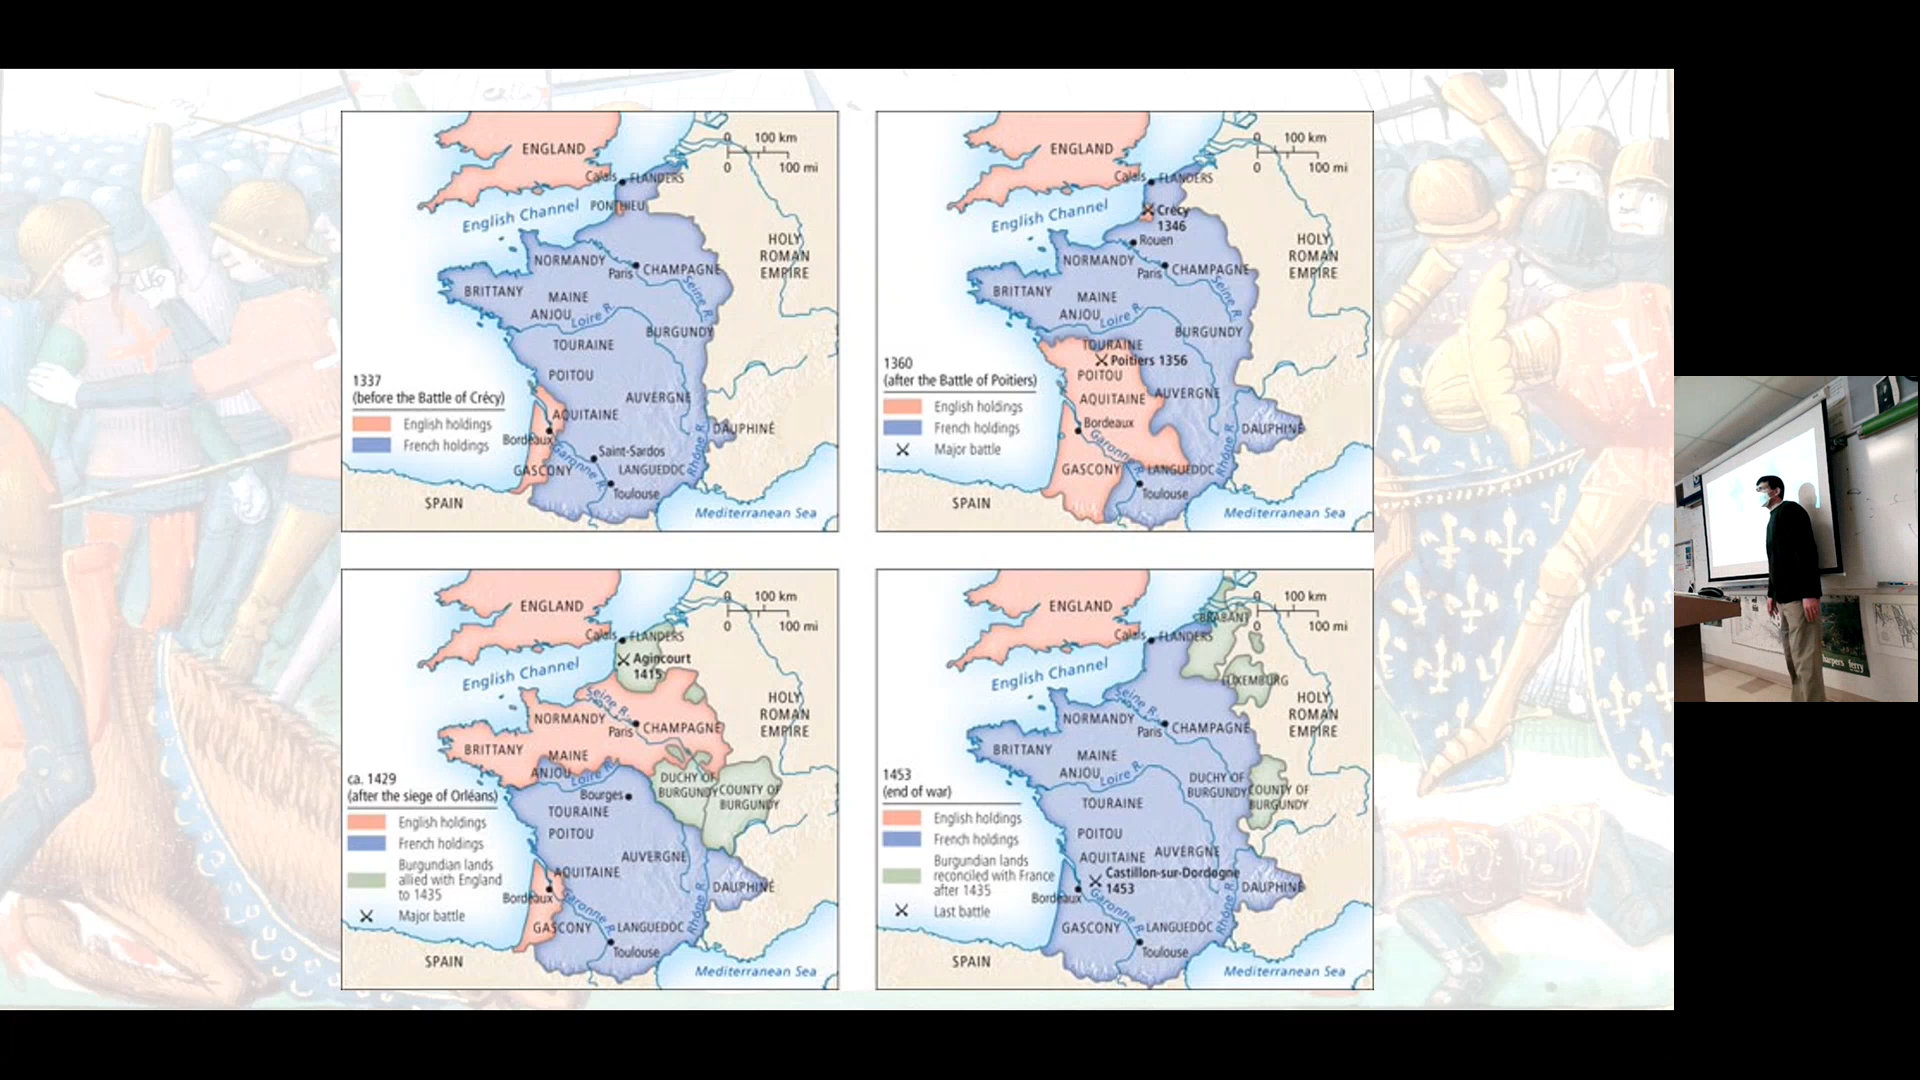 ENGLAND
0 100 km
0 100 mi
Calais
FLANDERS
English Channel
PONTHIEU
HOLY
ROMAN
EMPIRE
NORMANDY
Paris
CHAMPAGNE
Seine R.
BRITTANY
MAINE
ANJOU
Loire R.
BURGUNDY
TOURAINE
POITOU
1337
(before the Battle of Crécy)
English holdings
French holdings
AUVERGNE
AQUITAINE
DAUPHINÉ
Bordeaux
Saint-Sardos
Garonne R.
GASCONY
LANGUEDOC
Rhône R.
Toulouse
SPAIN
Mediterranean Sea
ENGLAND
0 100 km
0 100 mi
Calais
FLANDERS
English Channel
Crécy
1346
Rouen
HOLY
ROMAN
EMPIRE
NORMANDY
Paris
CHAMPAGNE
Seine R.
BRITTANY
MAINE
ANJOU
Loire R.
BURGUNDY
TOURAINE
Poitiers 1356
POITOU
1360
(after the Battle of Poitiers)
English holdings
French holdings
Major battle
AUVERGNE
AQUITAINE
Bordeaux
DAUPHINÉ
Garonne R.
GASCONY
LANGUEDOC
Rhône R.
Toulouse
SPAIN
Mediterranean Sea
ENGLAND
0 100 km
0 100 mi
Calais
FLANDERS
English Channel
Agincourt
1415
Seine R.
HOLY
ROMAN
EMPIRE
NORMANDY
Paris
CHAMPAGNE
BRITTANY
MAINE
ANJOU
Loire R.
DUCHY OF
BURGUNDY
COUNTY OF
BURGUNDY
Bourges
TOURAINE
POITOU
ca. 1429
(after the siege of Orléans)
English holdings
French holdings
Burgundian lands
allied with England
to 1435
Major battle
AUVERGNE
AQUITAINE
DAUPHINÉ
Bordeaux
Garonne R.
GASCONY
LANGUEDOC
Rhône R.
Toulouse
SPAIN
Mediterranean Sea
ENGLAND
0 100 km
0 100 mi
BRABANT
Calais
FLANDERS
English Channel
LUXEMBURG
Seine R.
HOLY
ROMAN
EMPIRE
NORMANDY
Paris
CHAMPAGNE
BRITTANY
MAINE
ANJOU
Loire R.
DUCHY OF
BURGUNDY
COUNTY OF
BURGUNDY
TOURAINE
POITOU
1453
(end of war)
English holdings
French holdings
Burgundian lands
reconciled with France
after 1435
Last battle
AQUITAINE
AUVERGNE
Castillon-sur-Dordogne
1453
DAUPHINÉ
Bordeaux
Garonne R.
GASCONY
LANGUEDOC
Rhône R.
Toulouse
SPAIN
Mediterranean Sea
harpers ferry